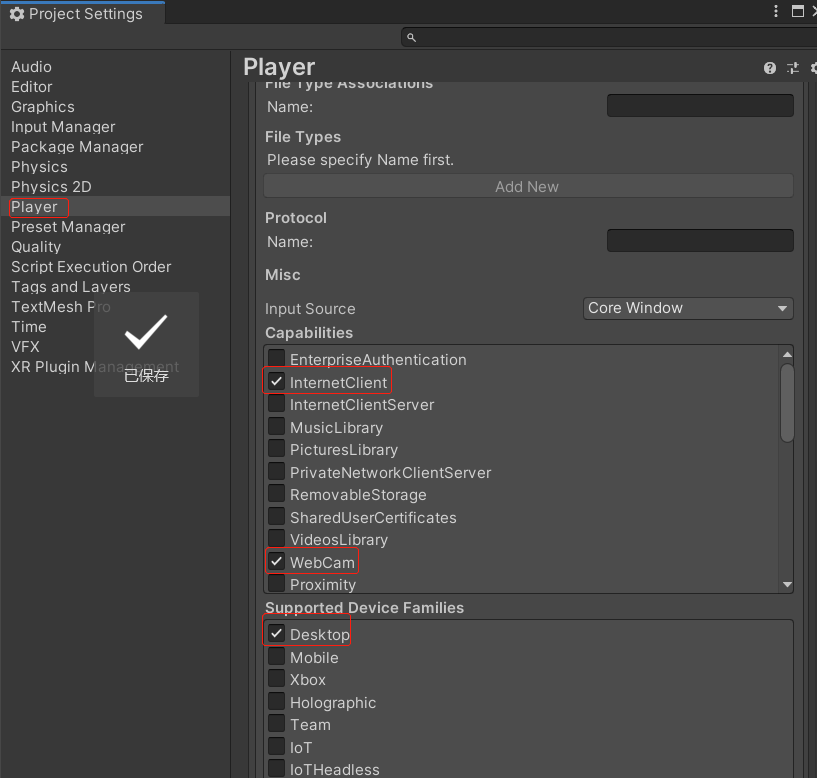 Project Settings
Audio
Editor
Graphics
Input Manager
Package Manager
Physics
Physics 2D
Player
Preset Manager
Quality
Script Execution Order
Tags and Layers
TextMesh Pro
Time
VFX
XR Plugin Management
已保存
Player
File Type Associations
Name:
File Types
Please specify Name first.
Add New
Protocol
Name:
Misc
Input Source
Core Window
Capabilities
EnterpriseAuthentication
InternetClient
InternetClientServer
MusicLibrary
PicturesLibrary
PrivateNetworkClientServer
RemovableStorage
SharedUserCertificates
VideosLibrary
WebCam
Proximity
Supported Device Families
Desktop
Mobile
Xbox
Holographic
Team
IoT
IoTHeadless